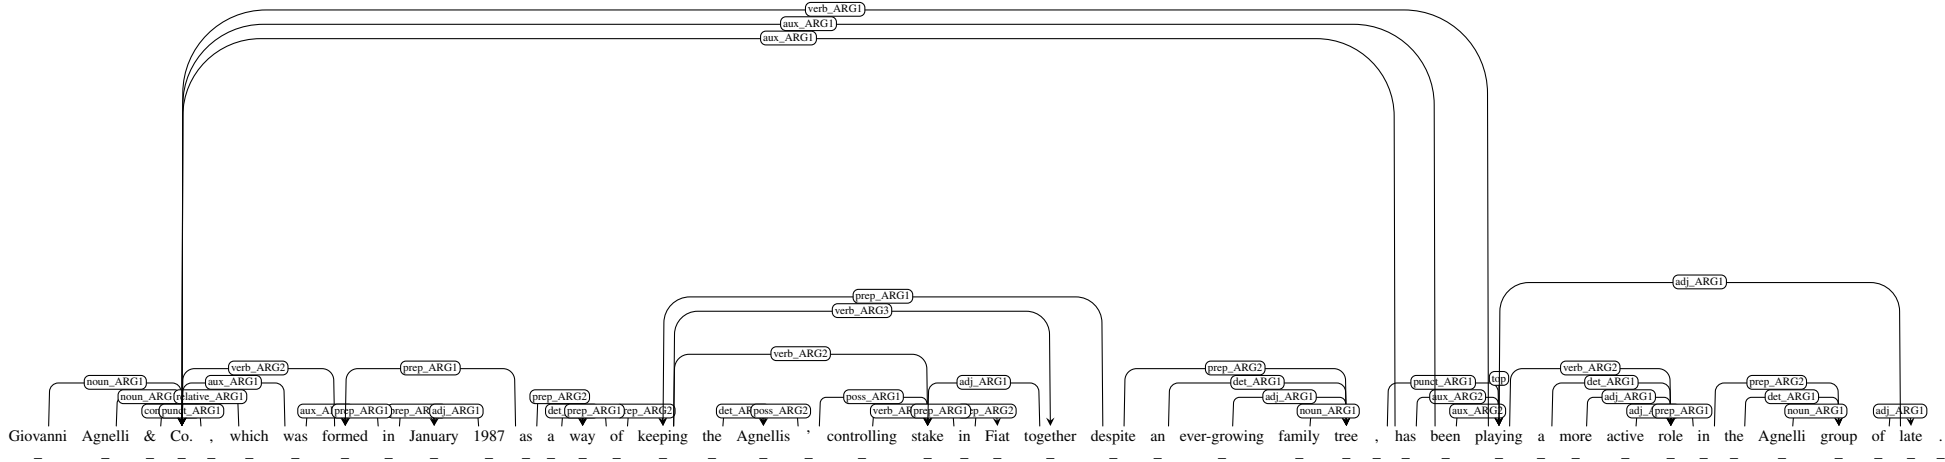 verb_ARG1
aux_ARG1
aux_ARG1
adj_ARG1
prep_ARG1
verb_ARG3
verb_ARG2
verb_ARG2 prep_ARG1 prep_ARG2 verb_ARG2
noun_ARG1 aux_ARG1 adj_ARG1 det_ARG1 punct_ARG1 top det_ARG1 prep_ARG2
relative_ARG1 prep_ARG2 poss_ARG1 adj_ARG1 aux_ARG2 adj_ARG1 det_ARG1
punct_ARG1 prep_ARG1 adj_ARG1 prep_ARG1 poss_ARG2 prep_ARG1 noun_ARG1 aux_ARG2 prep_ARG1 noun_ARG1 adj_ARG1
Giovanni Agnelli & Co. , which was formed in January 1987 as a way of keeping the Agnellis ' controlling stake in Fiat together despite an ever-growing family tree , has been playing a more active role in the Agnelli group of late .